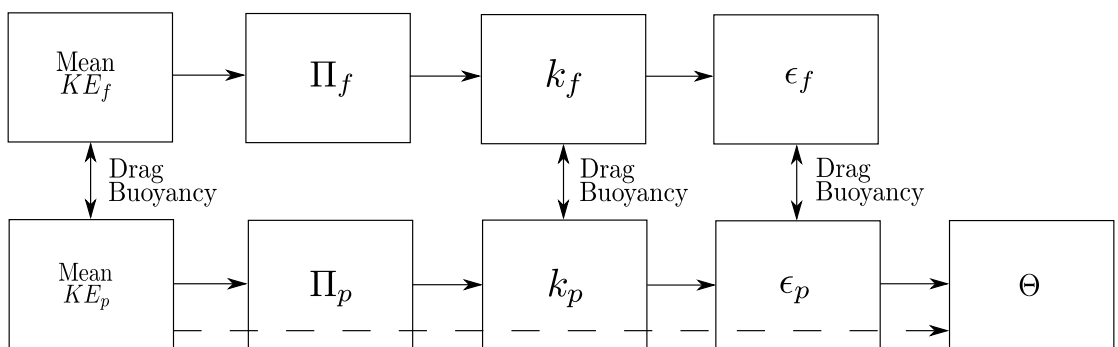 Mean
KE_f
Π_f
k_f
ϵ_f
Drag
Buoyancy
Drag
Buoyancy
Drag
Buoyancy
Mean
KE_p
Π_p
k_p
ϵ_p
Θ